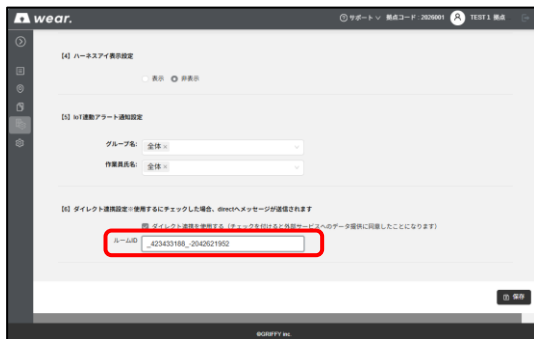 wear.
サポート 拠点コード : 2026001 TEST１ 拠点
【4】ハーネスアイ表示設定
表示 非表示
【5】IoT連動アラート通知設定
グループ名: 全体 ×
作業員氏名: 全体 ×
【6】ダイレクト連携設定※使用するにチェックした場合、directへメッセージが送信されます
ダイレクト連携を使用する（チェックを付けると外部サービスへのデータ提供に同意したことになります）
ルームID _423433168_-2042621952
保存
©GRIFFY inc.